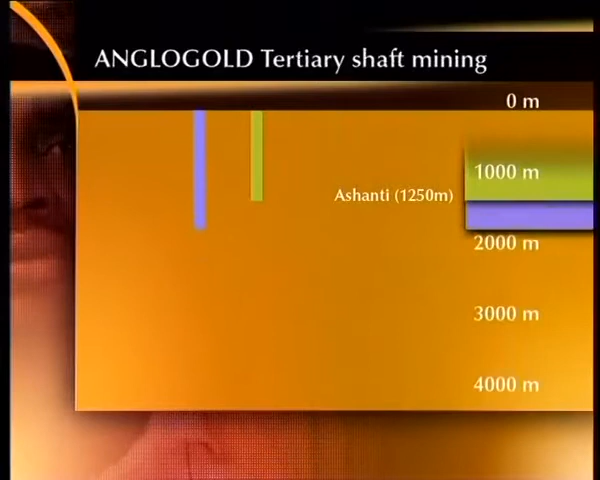 ANGLOGOLD Tertiary shaft mining
0 m
1000 m
Ashanti (1250m)
2000 m
3000 m
4000 m